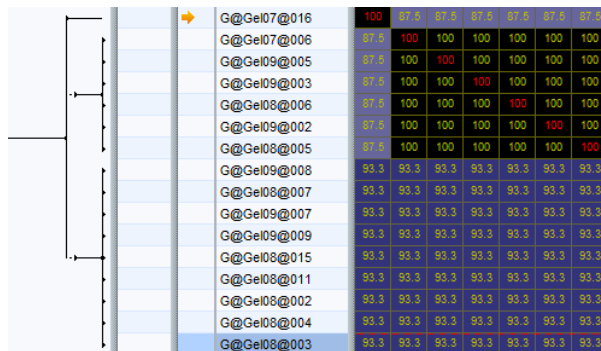 G@Gel07@016 100 87.5 87.5 87.5 87.5 87.5 87.5
G@Gel07@006 87.5 100 100 100 100 100 100
G@Gel09@005 87.5 100 100 100 100 100 100
G@Gel09@003 87.5 100 100 100 100 100 100
G@Gel08@006 87.5 100 100 100 100 100 100
G@Gel09@002 87.5 100 100 100 100 100 100
G@Gel08@005 87.5 100 100 100 100 100 100
G@Gel09@008 93.3 93.3 93.3 93.3 93.3 93.3 93.3
G@Gel08@007 93.3 93.3 93.3 93.3 93.3 93.3 93.3
G@Gel09@007 93.3 93.3 93.3 93.3 93.3 93.3 93.3
G@Gel09@009 93.3 93.3 93.3 93.3 93.3 93.3 93.3
G@Gel08@015 93.3 93.3 93.3 93.3 93.3 93.3 93.3
G@Gel08@011 93.3 93.3 93.3 93.3 93.3 93.3 93.3
G@Gel08@002 93.3 93.3 93.3 93.3 93.3 93.3 93.3
G@Gel08@004 93.3 93.3 93.3 93.3 93.3 93.3 93.3
G@Gel08@003 93.3 93.3 93.3 93.3 93.3 93.3 93.3